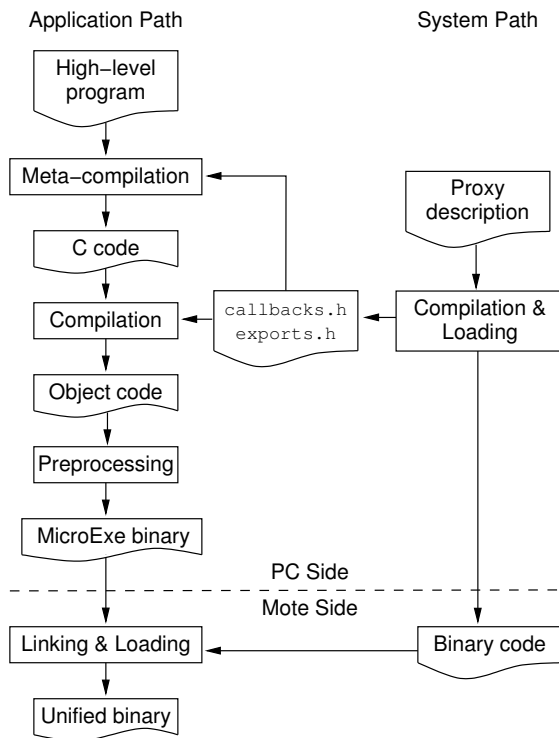 Application Path
System Path
High−level
program
Meta−compilation
Proxy
description
C code
callbacks.h
exports.h
Compilation
Compilation &
Loading
Object code
Preprocessing
MicroExe binary
PC Side
Mote Side
Linking & Loading
Binary code
Unified binary